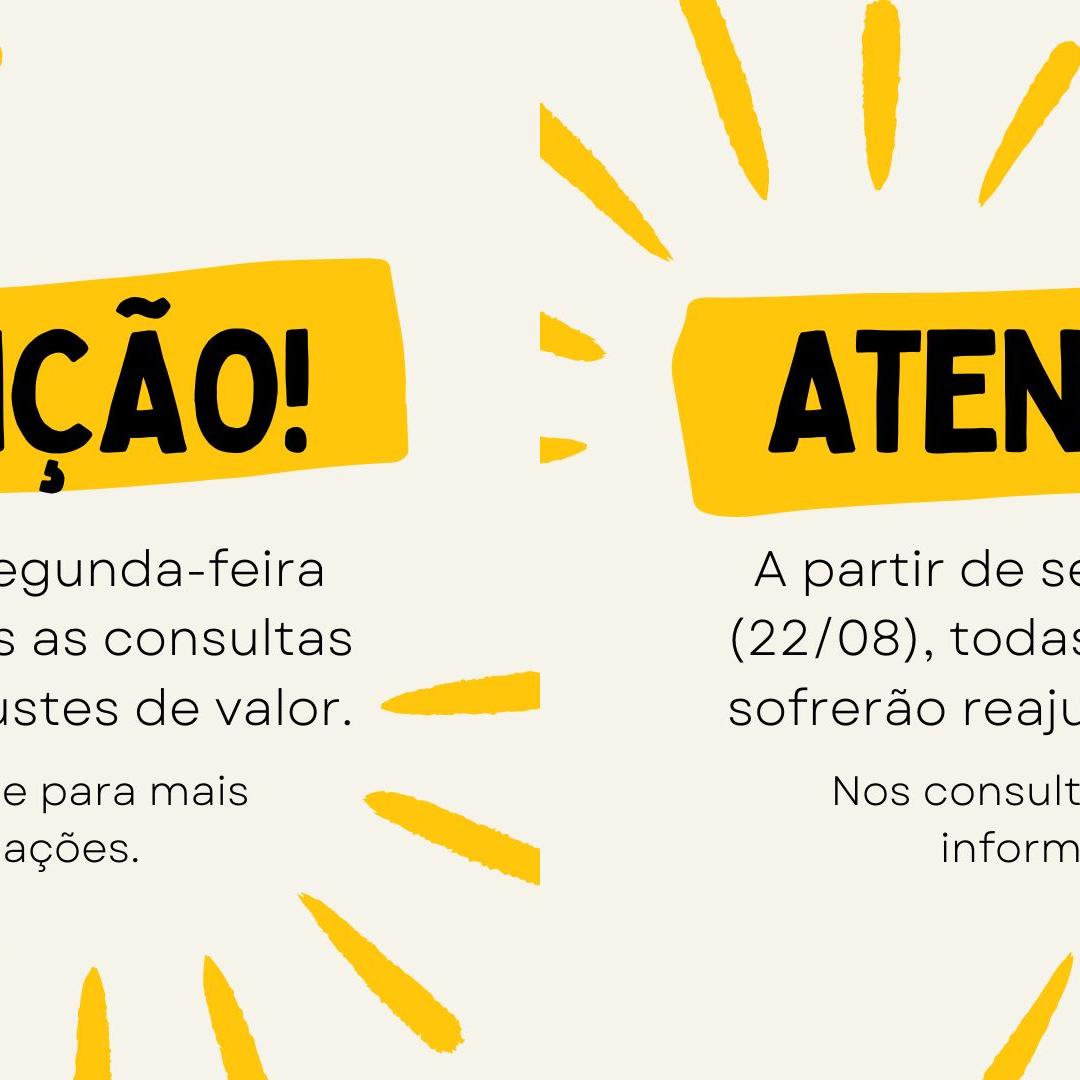 ÇÃO!
egunda-feira
s as consultas
ustes de valor.
e para mais
ações.
ATEN
A partir de se
(22/08), todas
sofrerão reaju
Nos consult
inform